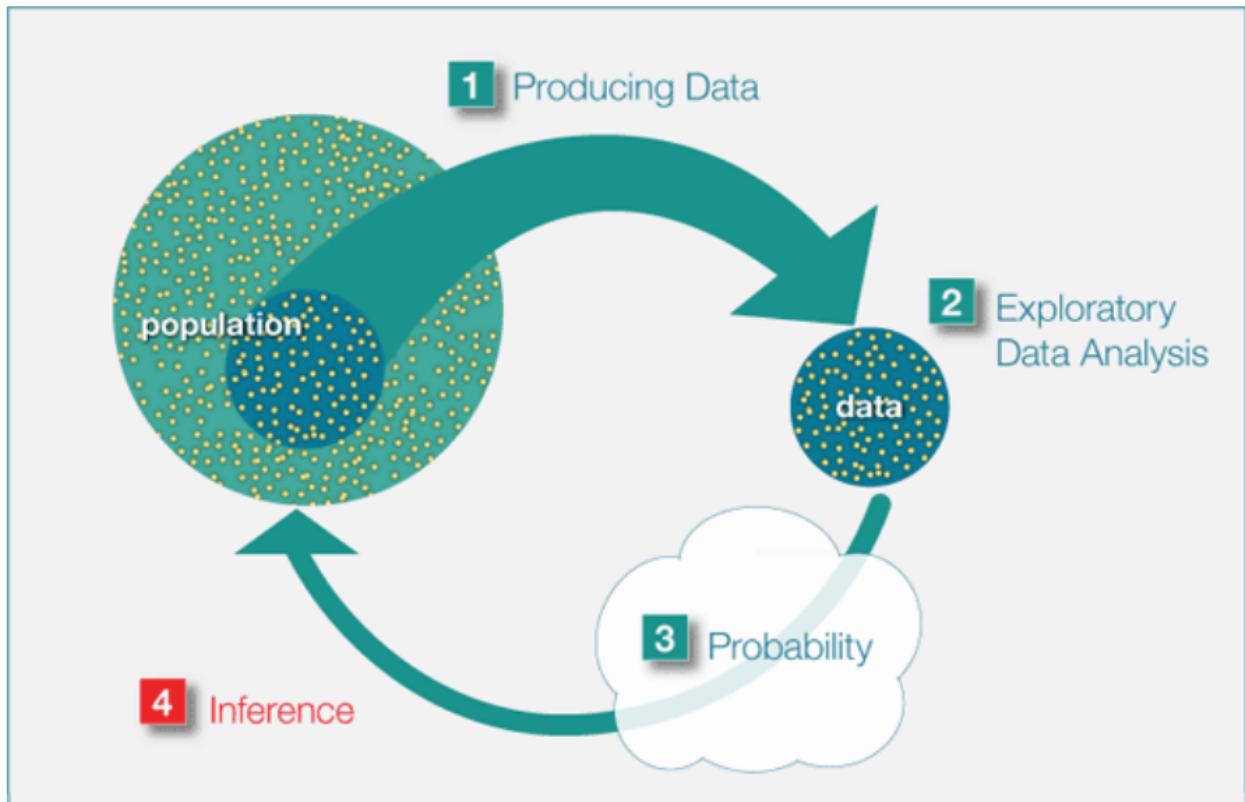 1 Producing Data
population
2 Exploratory
Data Analysis
data
3 Probability
4 Inference